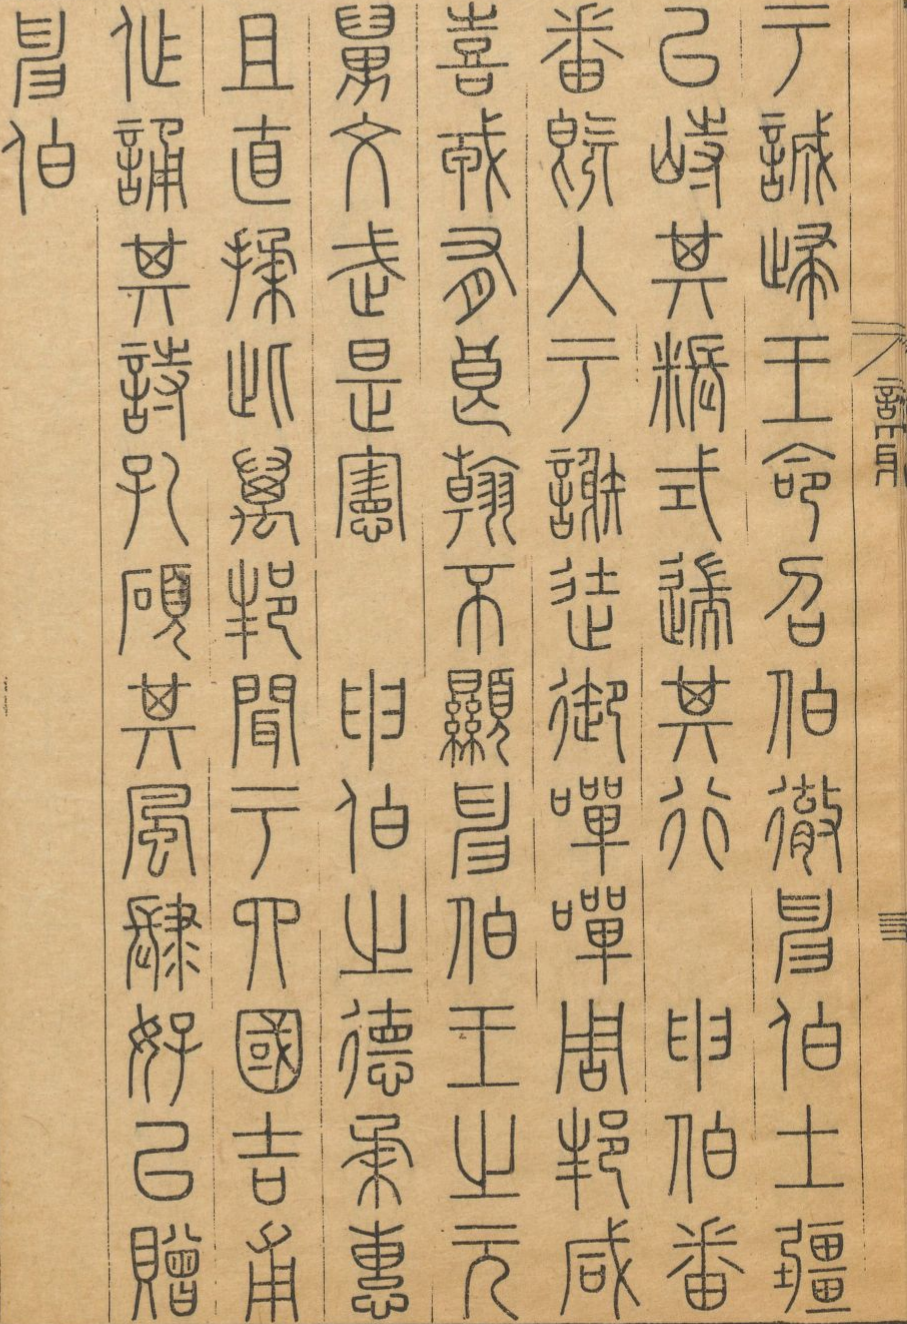 于誠歸王命召伯徹申伯土疆
以峙其粻式遄其行　申伯番
番既入于謝徒御嘽嘽周邦咸
喜戎有良翰不顯申伯王之元
舅文武是憲　申伯之德柔惠
且直揉此萬邦聞于四國吉甫
作誦其詩孔碩其風肆好以贈
申伯